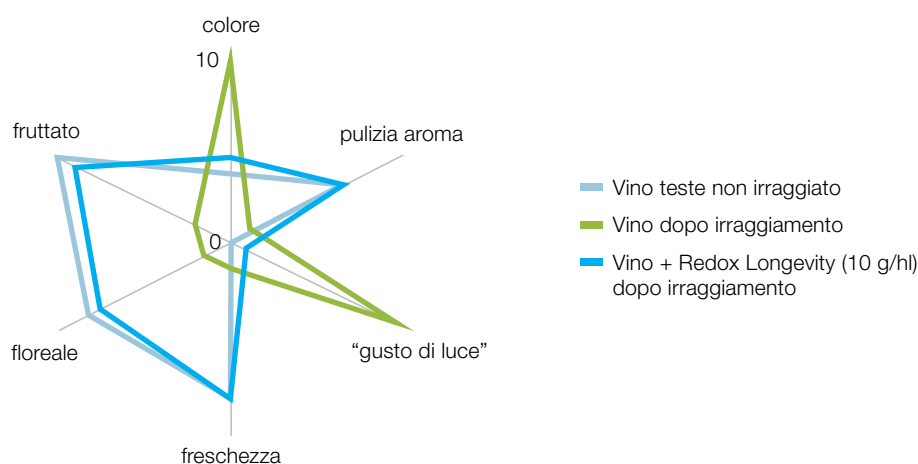 colore
10
fruttato
pulizia aroma
0
floreale
"gusto di luce"
freschezza
Vino teste non irraggiato
Vino dopo irraggiamento
Vino + Redox Longevity (10 g/hl)
dopo irraggiamento